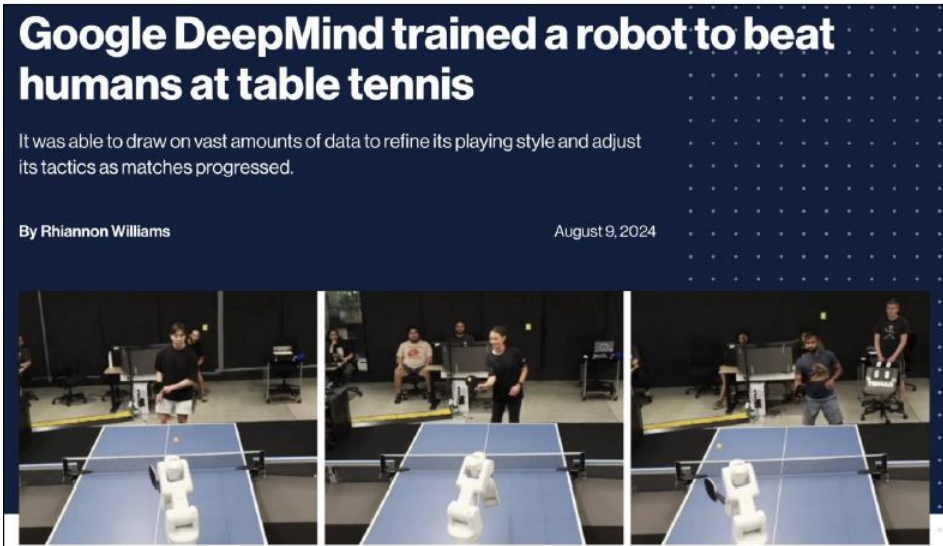 Google DeepMind trained a robot to beat
humans at table tennis
It was able to draw on vast amounts of data to refine its playing style and adjust
its tactics as matches progressed.
By Rhiannon Williams
August 9, 2024